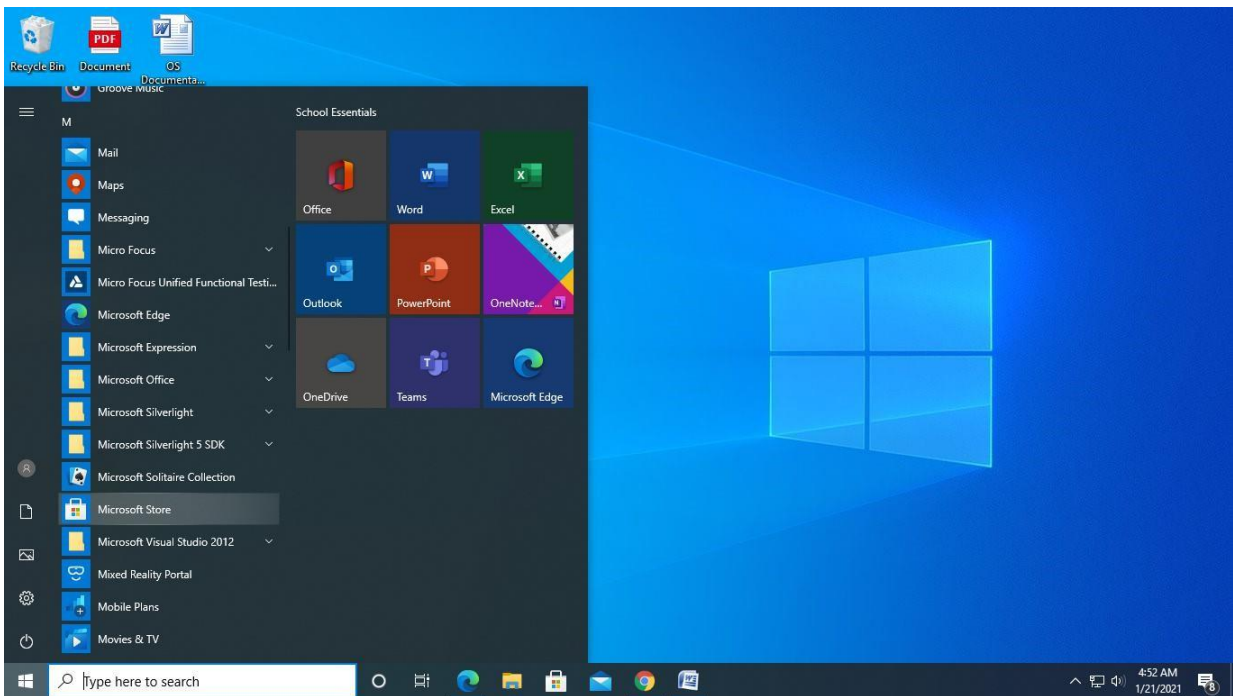 PDF
Recycle Bin
Document
OS
Documenta...
Groove Music
M
Mail
Maps
Messaging
Micro Focus
Micro Focus Unified Functional Testi...
Microsoft Edge
Microsoft Expression
Microsoft Office
Microsoft Silverlight
Microsoft Silverlight 5 SDK
Microsoft Solitaire Collection
Microsoft Store
Microsoft Visual Studio 2012
Mixed Reality Portal
Mobile Plans
Movies & TV
School Essentials
Office
Word
Excel
Outlook
PowerPoint
OneNote...
OneDrive
Teams
Microsoft Edge
Type here to search
4:52 AM
1/21/2021
8